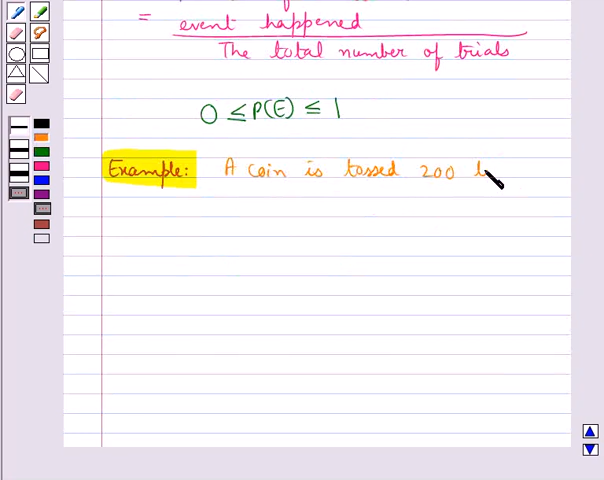 = event happened
The total number of trials
0 ≤ P(E) ≤ 1
Example: A coin is tossed 200